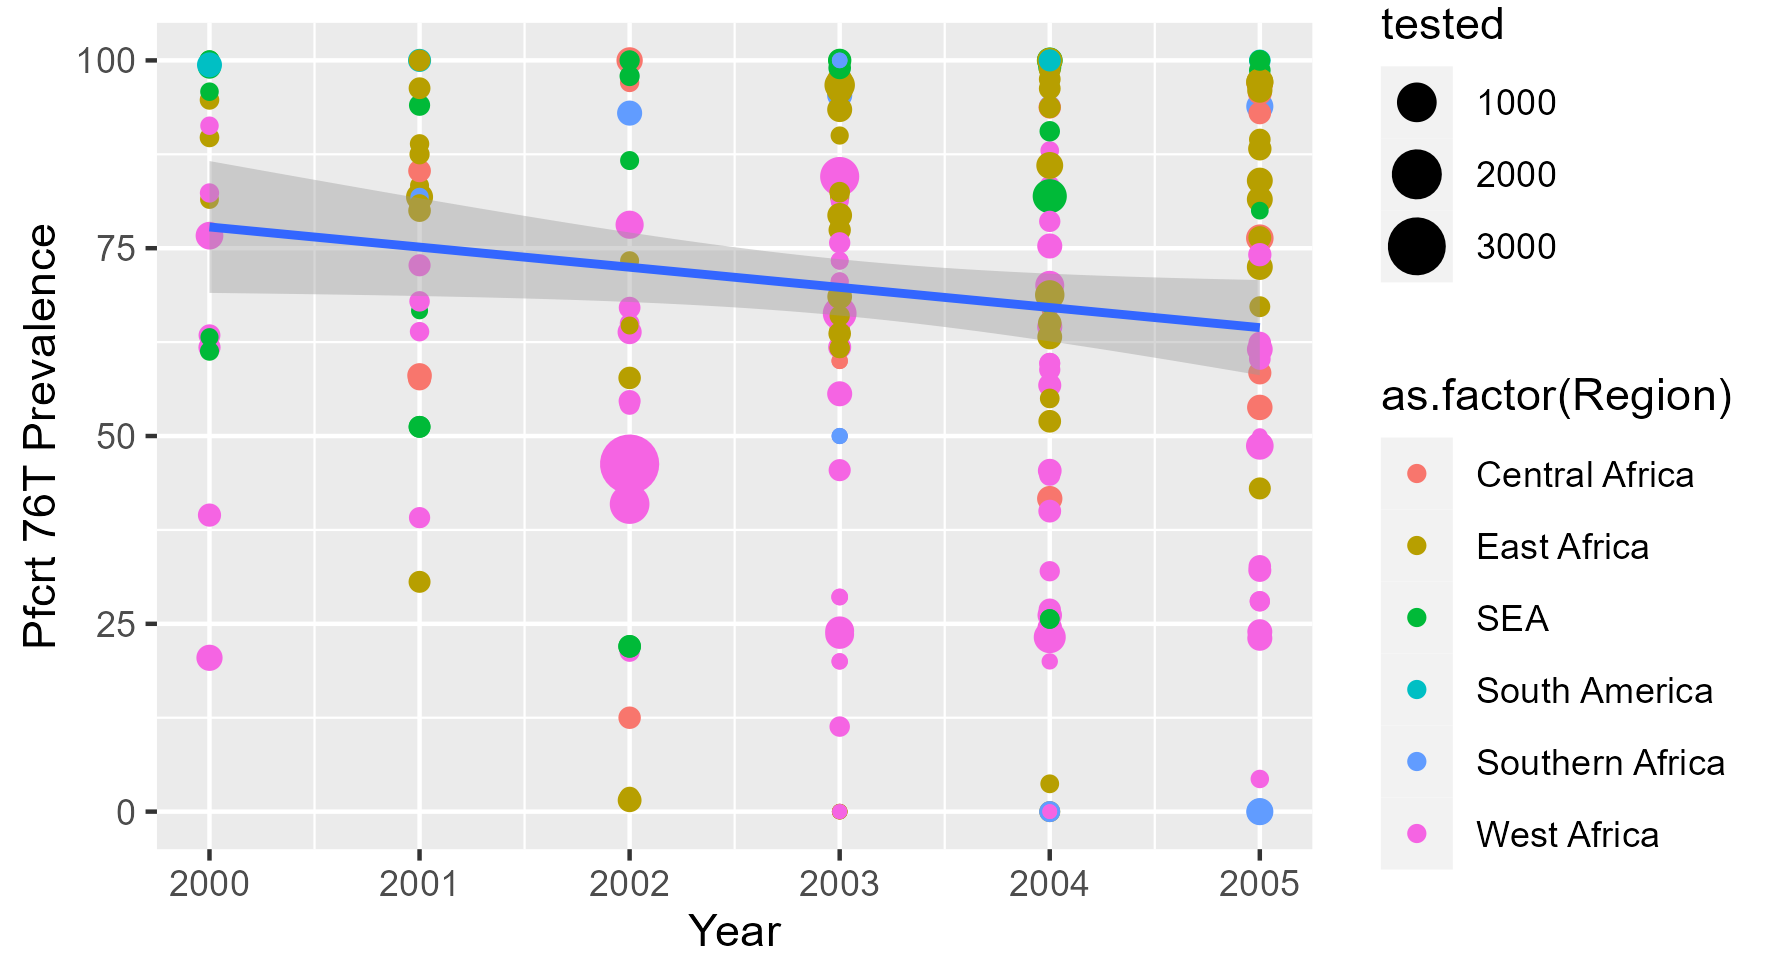 Pfcrt 76T Prevalence
100
75
50
25
0
2000 2001 2002 2003 2004 2005
Year
tested
1000
2000
3000
as.factor(Region)
Central Africa
East Africa
SEA
South America
Southern Africa
West Africa